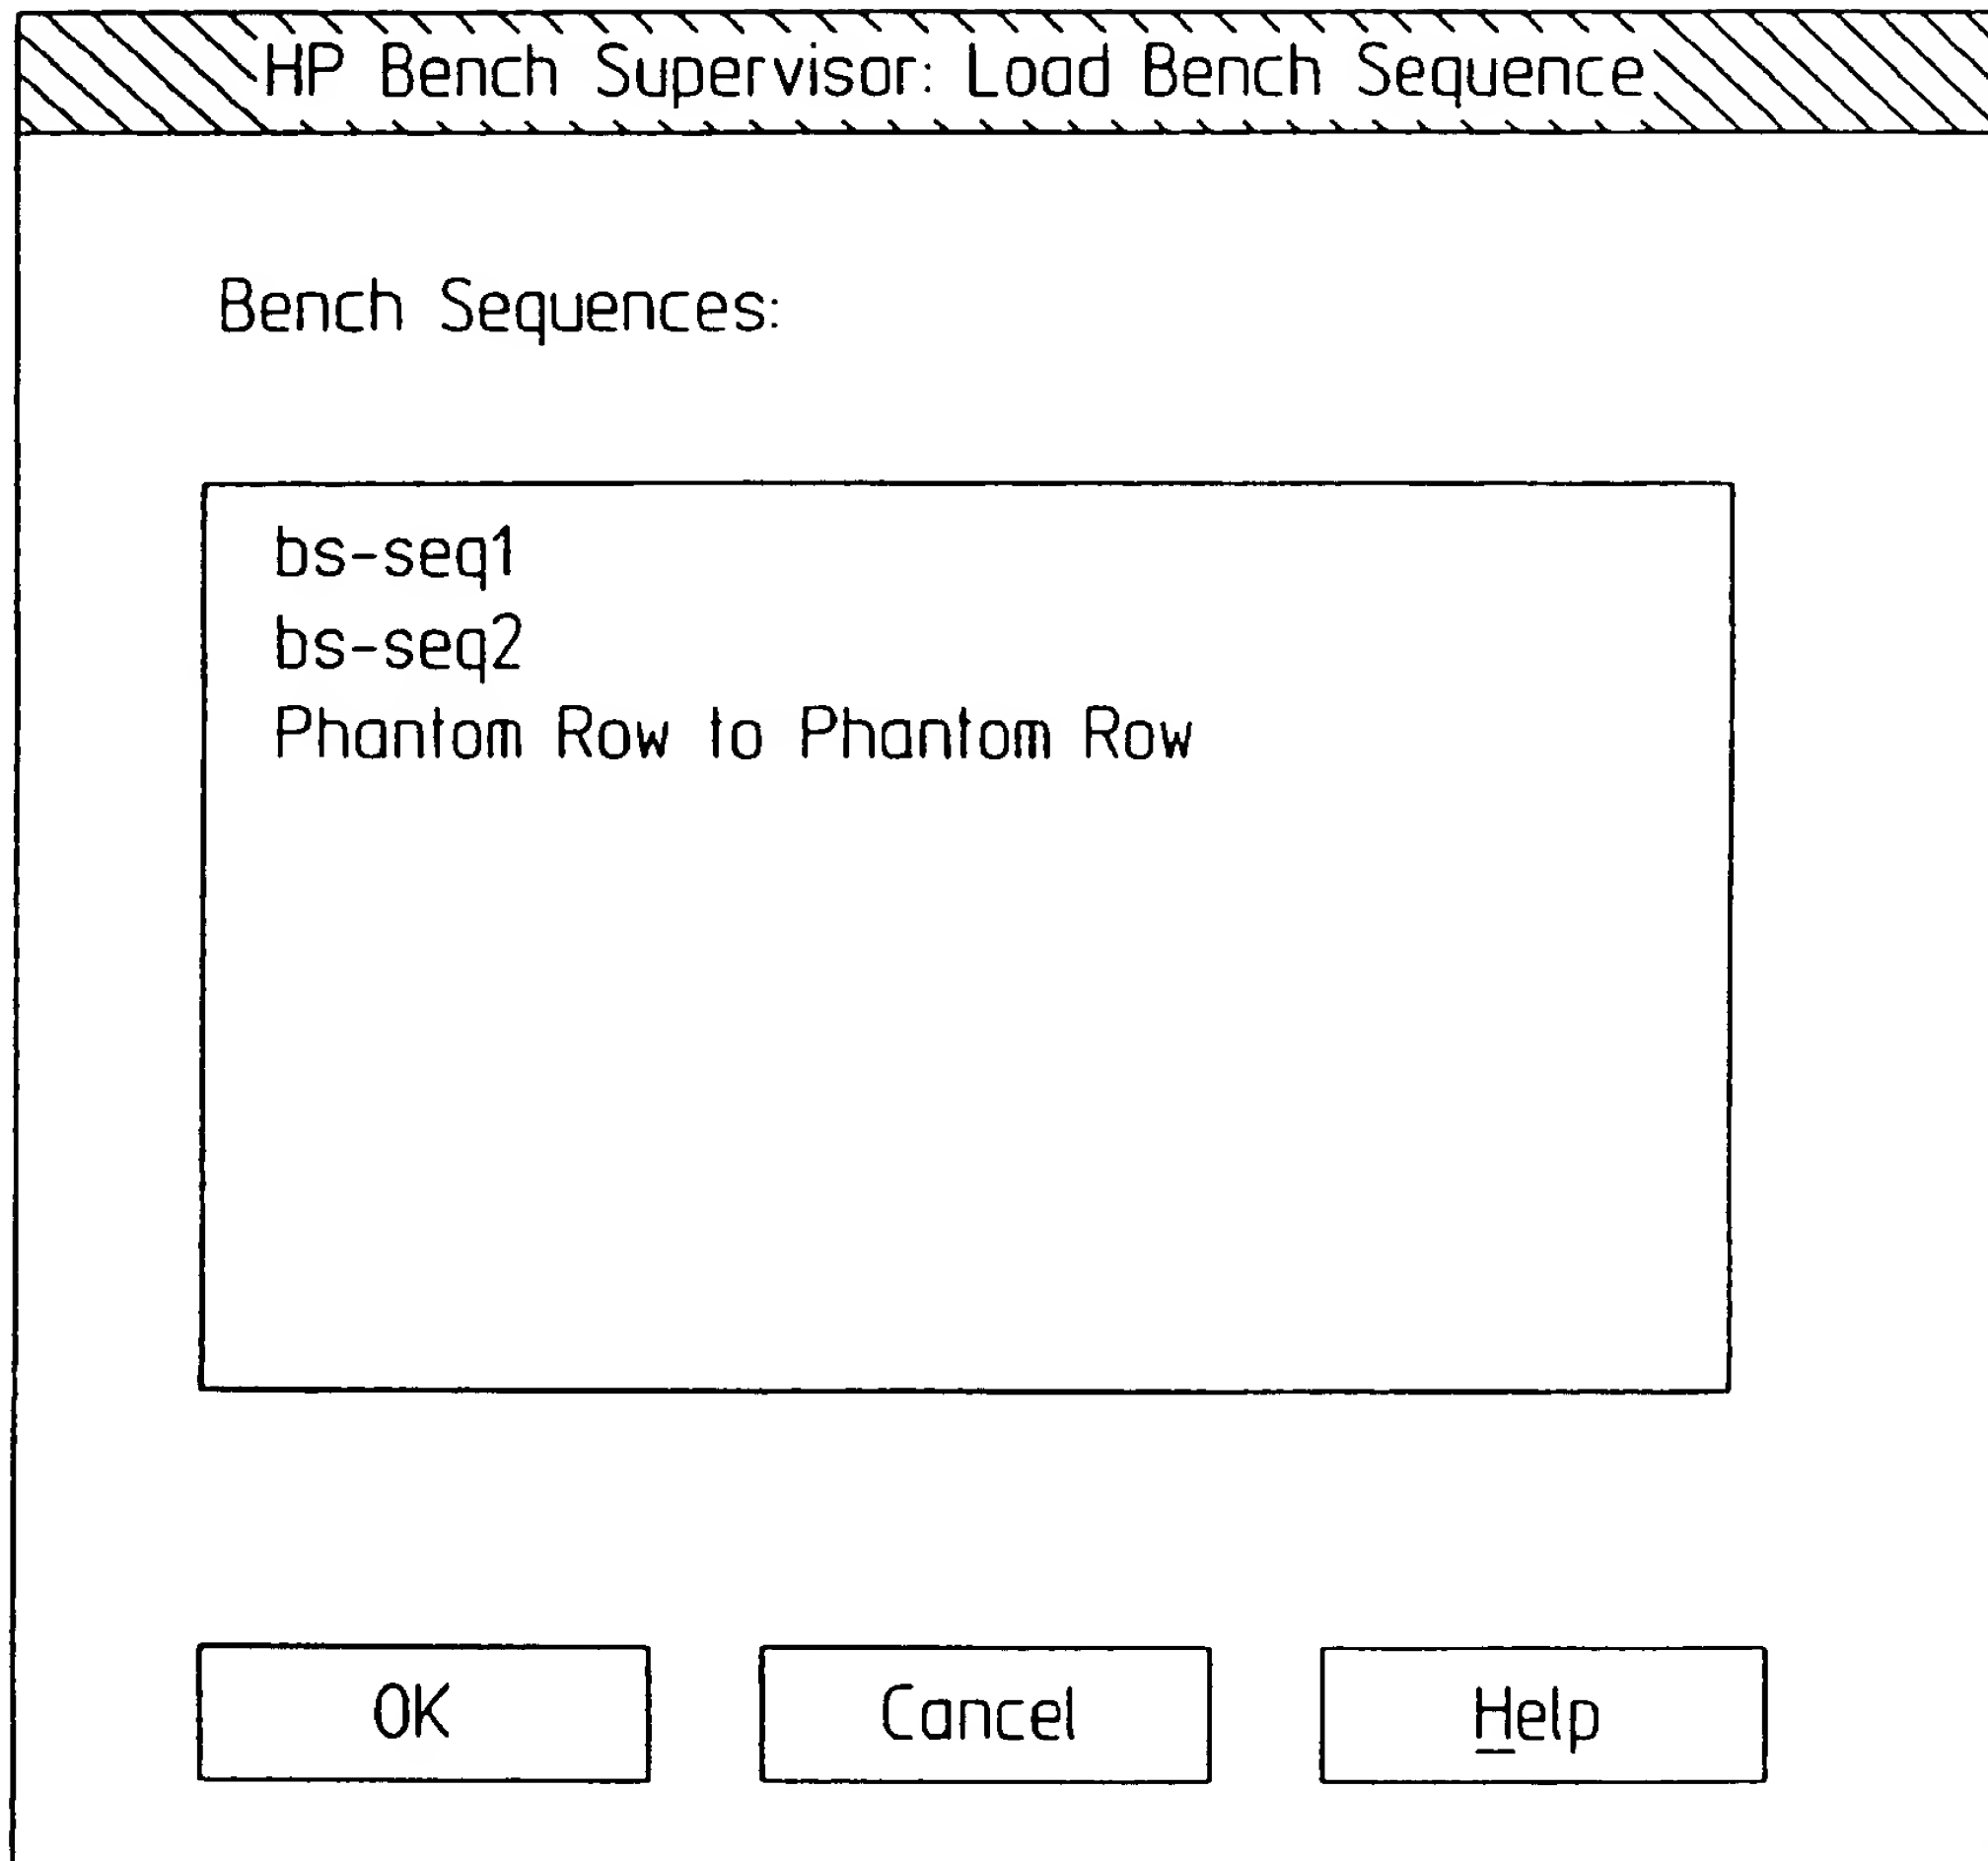 HP Bench Supervisor: Load Bench Sequence
Bench Sequences:
bs-seq1
bs-seq2
Phantom Row to Phantom Row
OK Cancel Help